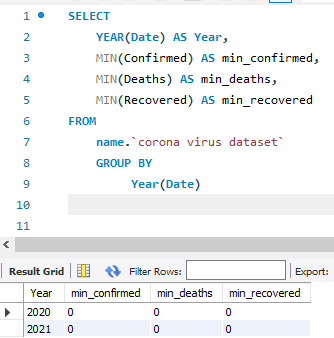 1 SELECT
2 YEAR(Date) AS Year,
3 MIN(Confirmed) AS min_confirmed,
4 MIN(Deaths) AS min_deaths,
5 MIN(Recovered) AS min_recovered
6 FROM
7 name.`corona virus dataset`
8 GROUP BY
9 Year(Date)
10
11
Result Grid Filter Rows: Export:
Year min_confirmed min_deaths min_recovered
2020 0 0 0
2021 0 0 0